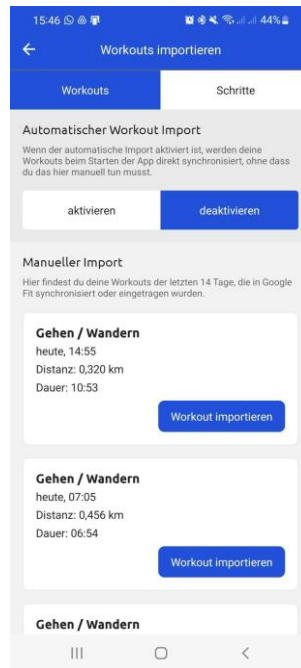 15:46 44%
Workouts importieren
Workouts Schritte
Automatischer Workout Import
Wenn der automatische Import aktiviert ist, werden deine
Workouts beim Starten der App direkt synchronisiert, ohne dass
du das hier manuell tun musst.
aktivieren deaktivieren
Manueller Import
Hier findest du deine Workouts der letzten 14 Tage, die in Google
Fit synchronisiert oder eingetragen wurden.
Gehen / Wandern
heute, 14:55
Distanz: 0,320 km
Dauer: 10:53
Workout importieren
Gehen / Wandern
heute, 07:05
Distanz: 0,456 km
Dauer: 06:54
Workout importieren
Gehen / Wandern